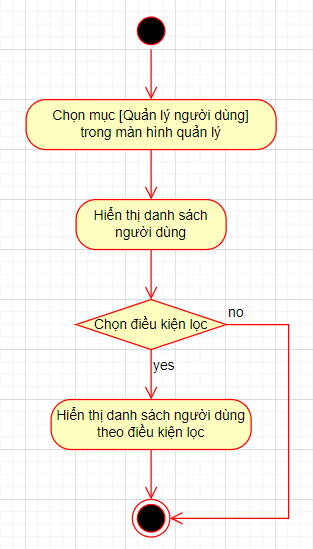 Chọn mục [Quản lý người dùng]
trong màn hình quản lý
Hiển thị danh sách
người dùng
Chọn điều kiện lọc
no
yes
Hiển thị danh sách người dùng
theo điều kiện lọc